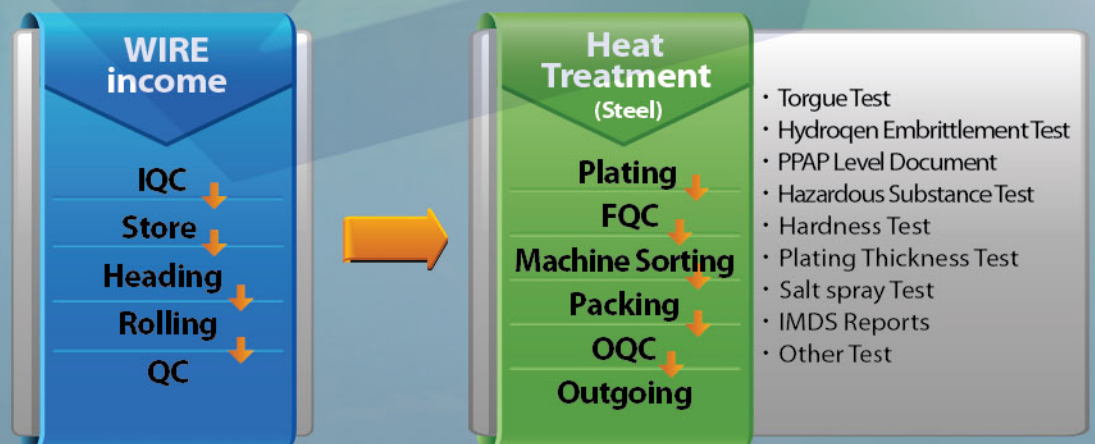 WIRE
income
IQC
Store
Heading
Rolling
QC
Heat
Treatment
(Steel)
Plating
FQC
Machine Sorting
Packing
OQC
Outgoing
· Torgue Test
· Hydroqen Embrittlement Test
· PPAP Level Document
· Hazardous Substance Test
· Hardness Test
· Plating Thickness Test
· Salt spray Test
· IMDS Reports
· Other Test